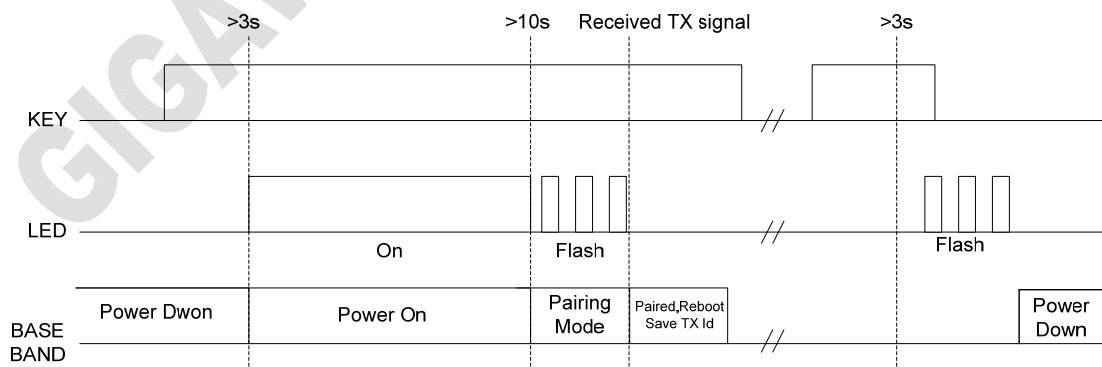 >3s >10s Received TX signal >3s
KEY
LED
On Flash Flash
Power Dwon Power On Pairing Mode Paired,Reboot Save TX Id Power Down
BASE BAND